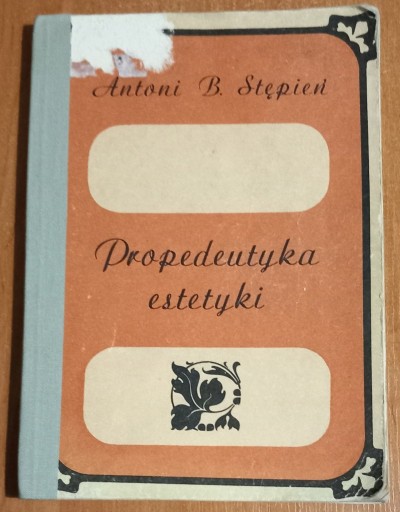 Antoni B. Stępień
Propedeutyka
estetyki